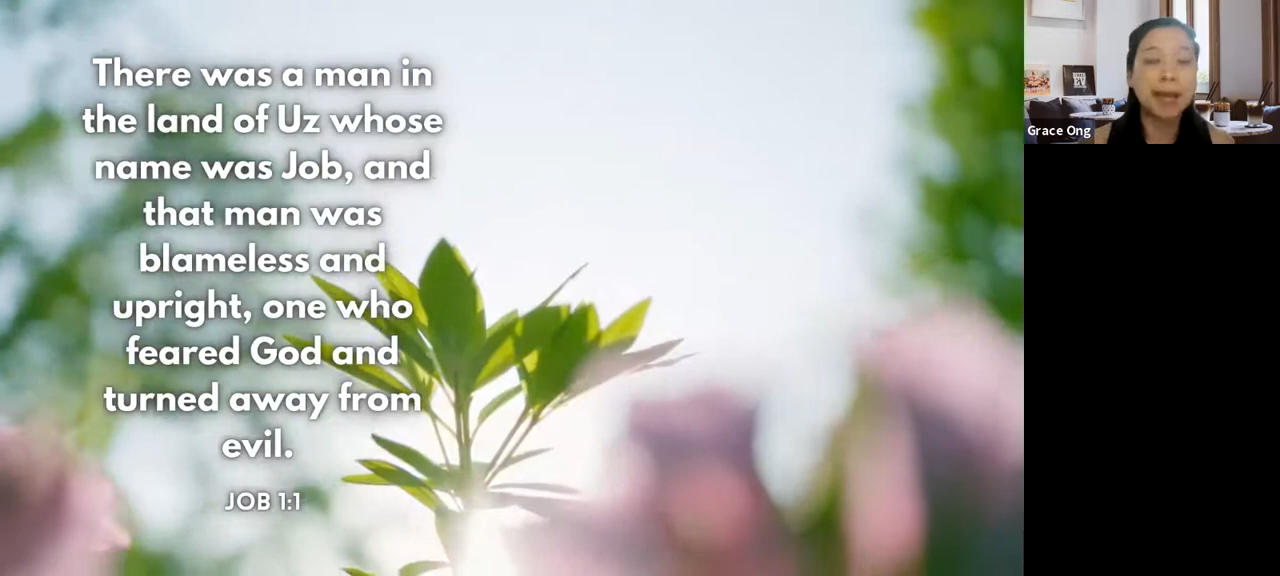 There was a man in
the land of Uz whose
name was Job, and
that man was
blameless and
upright, one who
feared God and
turned away from
evil.
JOB 1:1
Grace Ong